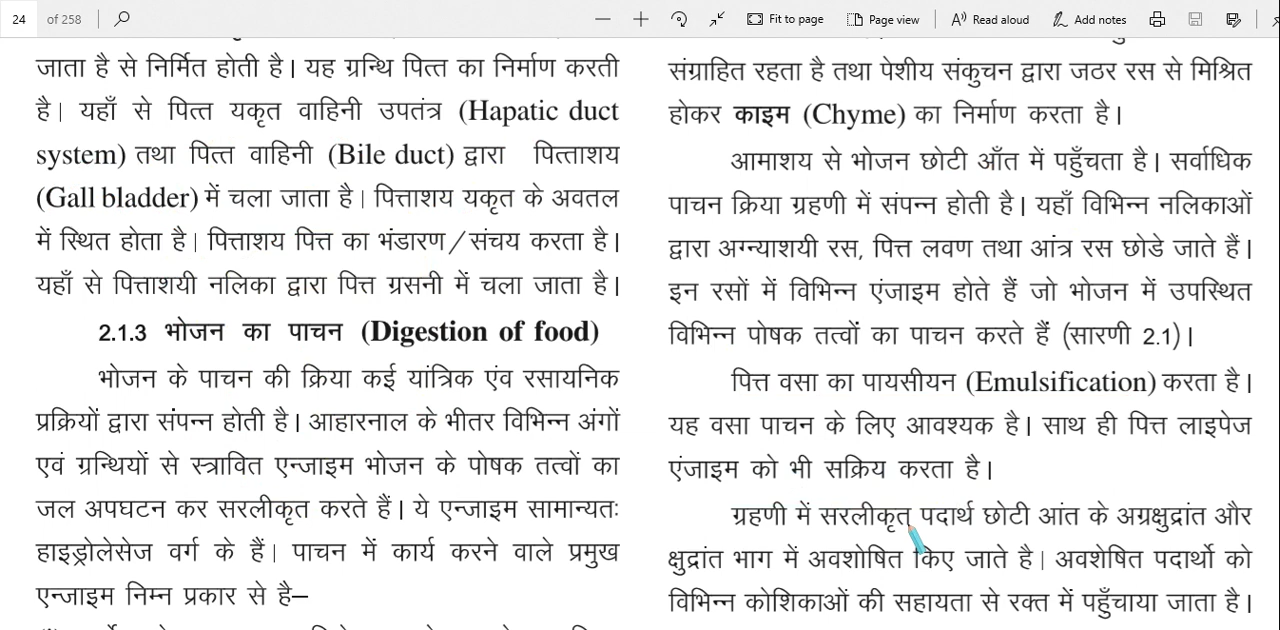 24 of 258 Fit to page Page view Read aloud Add notes
जाता है से निर्मित होती है। यह ग्रन्थि पित्त का निर्माण करती
है। यहाँ से पित्त यकृत वाहिनी उपतंत्र (Hapatic duct
system) तथा पित्त वाहिनी (Bile duct) द्वारा पित्ताशय
(Gall bladder) में चला जाता है। पित्ताशय यकृत के अवतल
में स्थित होता है। पित्ताशय पित्त का भंडारण/संचय करता है।
यहाँ से पित्ताशयी नलिका द्वारा पित्त ग्रसनी में चला जाता है।
2.1.3 भोजन का पाचन (Digestion of food)
भोजन के पाचन की क्रिया कई यांत्रिक एंव रसायनिक
प्रक्रियों द्वारा संपन्न होती है। आहारनाल के भीतर विभिन्न अंगों
एवं ग्रन्थियों से स्त्रावित एन्जाइम भोजन के पोषक तत्वों का
जल अपघटन कर सरलीकृत करते हैं। ये एन्जाइम सामान्यतः
हाइड्रोलेसेज वर्ग के हैं। पाचन में कार्य करने वाले प्रमुख
एन्जाइम निम्न प्रकार से है–
संग्राहित रहता है तथा पेशीय संकुचन द्वारा जठर रस से मिश्रित
होकर काइम (Chyme) का निर्माण करता है।
आमाशय से भोजन छोटी आँत में पहुँचता है। सर्वाधिक
पाचन क्रिया ग्रहणी में संपन्न होती है। यहाँ विभिन्न नलिकाओं
द्वारा अग्न्याशयी रस, पित्त लवण तथा आंत्र रस छोडे जाते हैं।
इन रसों में विभिन्न एंजाइम होते हैं जो भोजन में उपस्थित
विभिन्न पोषक तत्वों का पाचन करते हैं (सारणी 2.1)।
पित्त वसा का पायसीयन (Emulsification) करता है।
यह वसा पाचन के लिए आवश्यक है। साथ ही पित्त लाइपेज
एंजाइम को भी सक्रिय करता है।
ग्रहणी में सरलीकृत पदार्थ छोटी आंत के अग्रक्षुद्रांत और
क्षुद्रांत भाग में अवशोषित किए जाते है। अवशेषित पदार्थो को
विभिन्न कोशिकाओं की सहायता से रक्त में पहुँचाया जाता है।